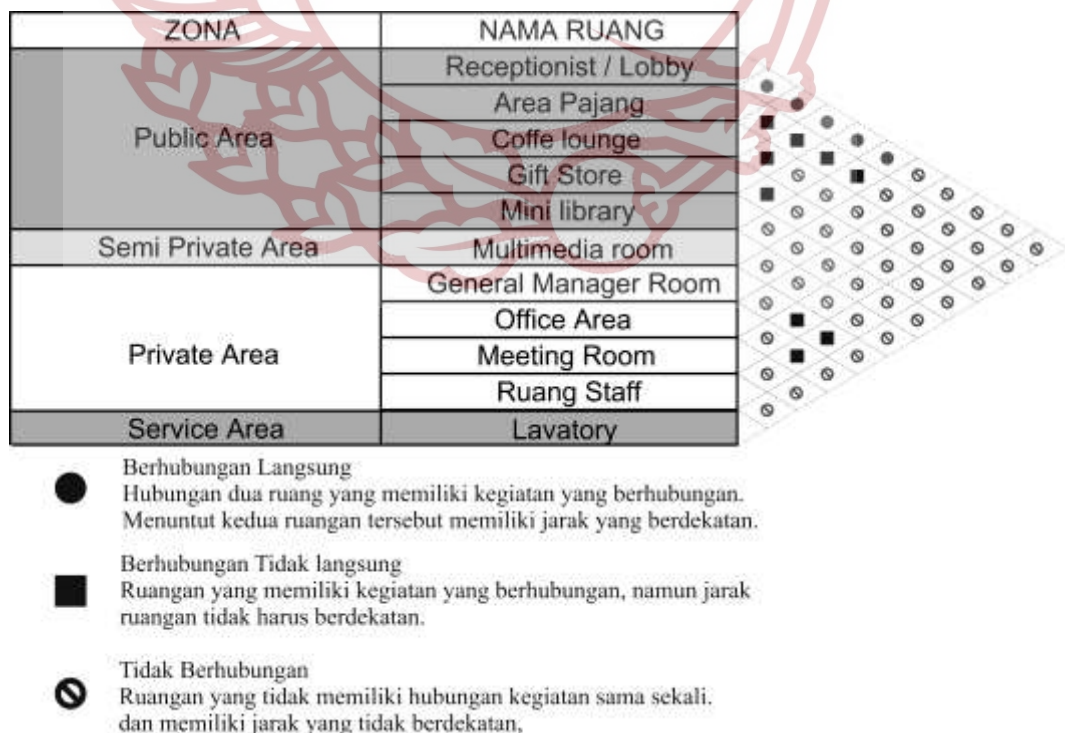 ZONA NAMA RUANG
Public Area
Receptionist / Lobby
Area Pajang
Coffe lounge
Gift Store
Mini library
Semi Private Area Multimedia room
Private Area
General Manager Room
Office Area
Meeting Room
Ruang Staff
Service Area Lavatory
Berhubungan Langsung
Hubungan dua ruang yang memiliki kegiatan yang berhubungan.
Menuntut kedua ruangan tersebut memiliki jarak yang berdekatan.
Berhubungan Tidak langsung
Ruangan yang memiliki kegiatan yang berhubungan, namun jarak
ruangan tidak harus berdekatan.
Tidak Berhubungan
Ruangan yang tidak memiliki hubungan kegiatan sama sekali.
dan memiliki jarak yang tidak berdekatan,